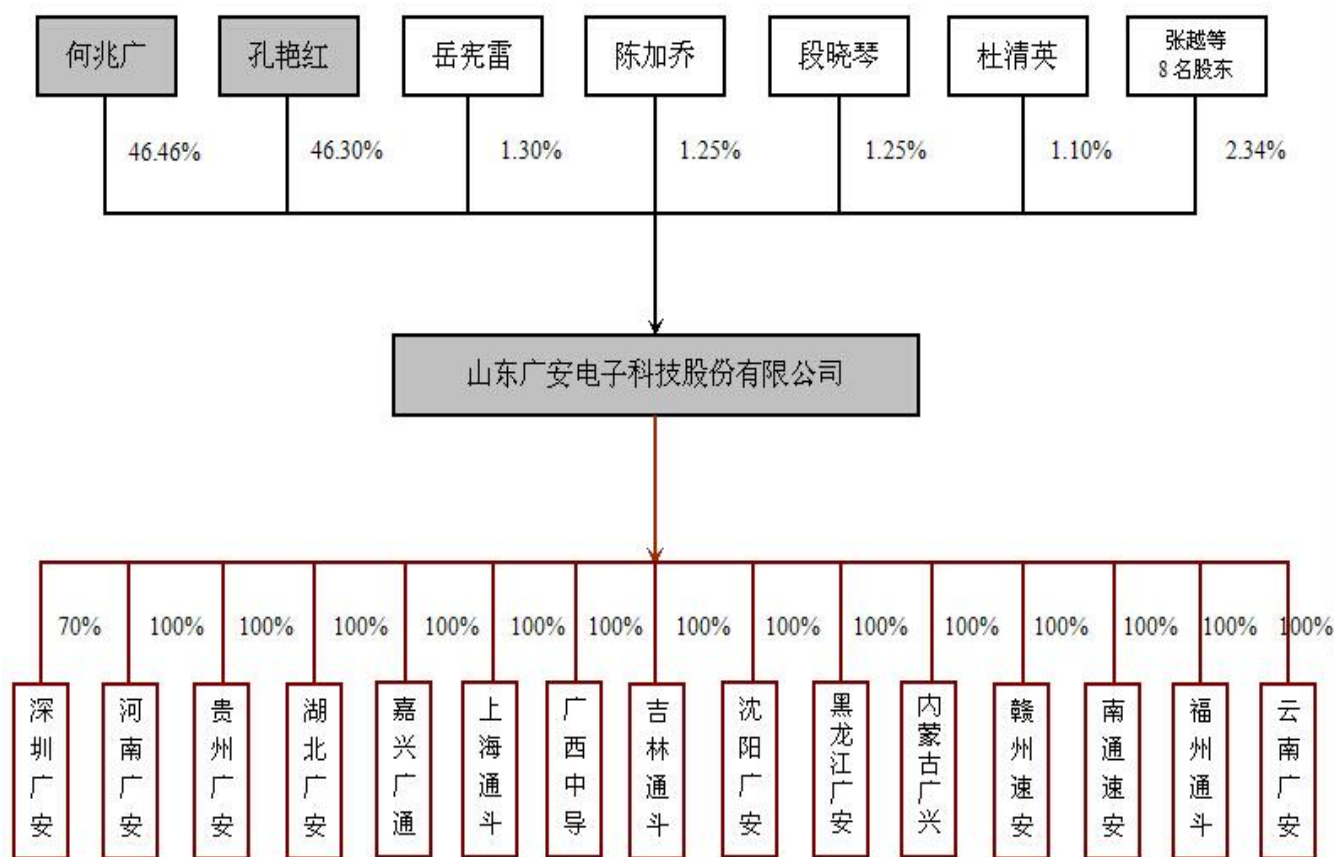 何兆广
孔艳红
岳宪雷
陈加乔
段晓琴
杜清英
张越等
8名股东
46.46%
46.30%
1.30%
1.25%
1.25%
1.10%
2.34%
山东广安电子科技股份有限公司
70%
100%
100%
100%
100%
100%
100%
100%
100%
100%
100%
100%
100%
100%
100%
深圳广安
河南广安
贵州广安
湖北广安
嘉兴广通
上海通斗
广西中导
吉林通斗
沈阳广安
黑龙江广安
内蒙古广兴
赣州速安
南通速安
福州通斗
云南广安